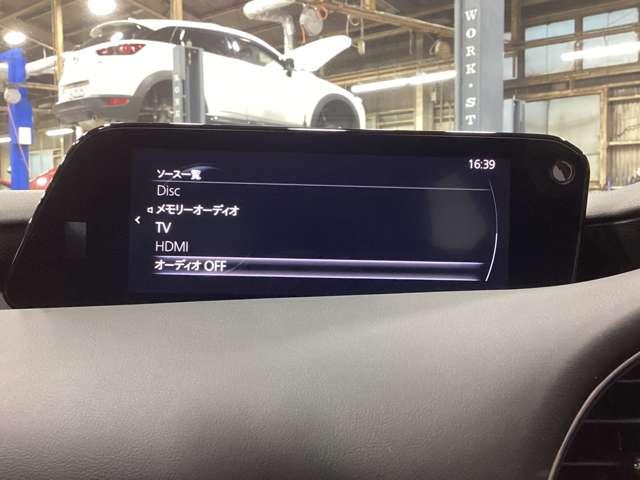 WORK·ST
16:39
ソース一覧
Disc
メモリーオーディオ
TV
HDMI
オーディオ OFF